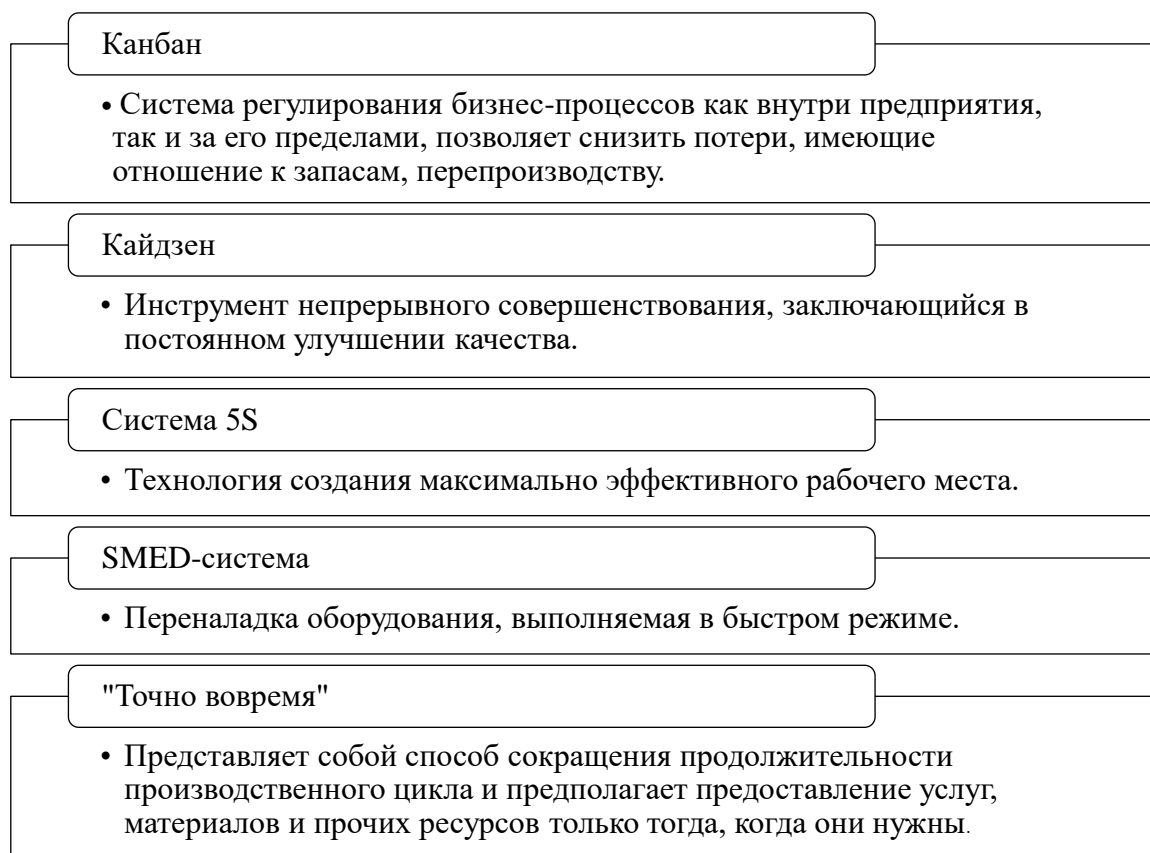 Канбан
• Система регулирования бизнес-процессов как внутри предприятия,
так и за его пределами, позволяет снизить потери, имеющие
отношение к запасам, перепроизводству.
Кайдзен
• Инструмент непрерывного совершенствования, заключающийся в
постоянном улучшении качества.
Система 5S
• Технология создания максимально эффективного рабочего места.
SMED-система
• Переналадка оборудования, выполняемая в быстром режиме.
"Точно вовремя"
• Представляет собой способ сокращения продолжительности
производственного цикла и предполагает предоставление услуг,
материалов и прочих ресурсов только тогда, когда они нужны.